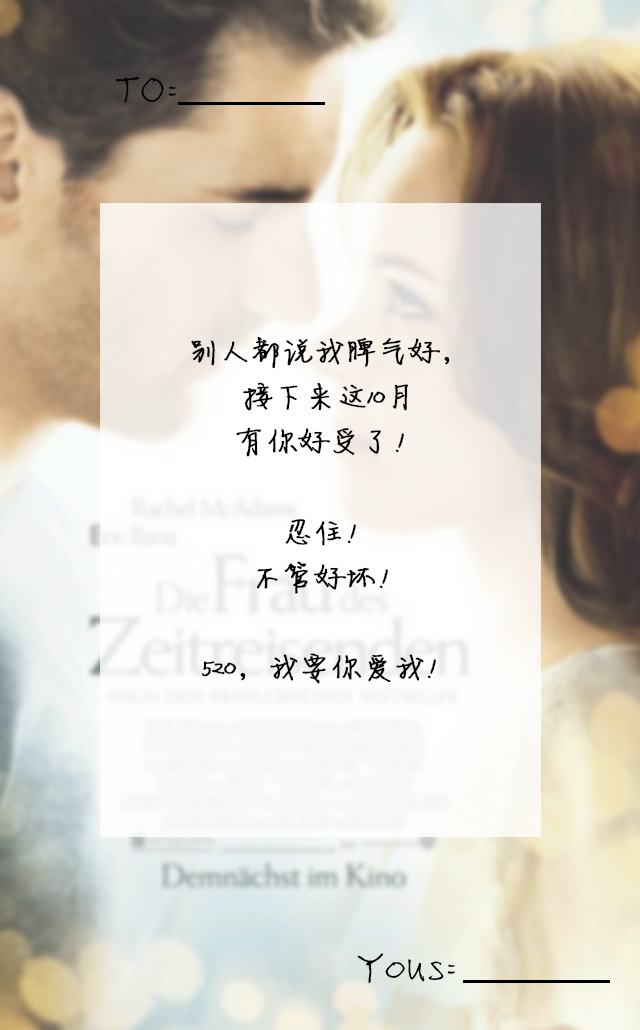 TO:
别人都说我脾气好,
接下来这10月
有你好受了!
忍住!
不管好坏!
520, 我要你爱我!
Rachel McAdams
Eric Bana
Die Frau des
Zeitreisenden
NACH DEM ERFOLGREICHEN BESTSELLER
Demnächst im Kino
YOUS: